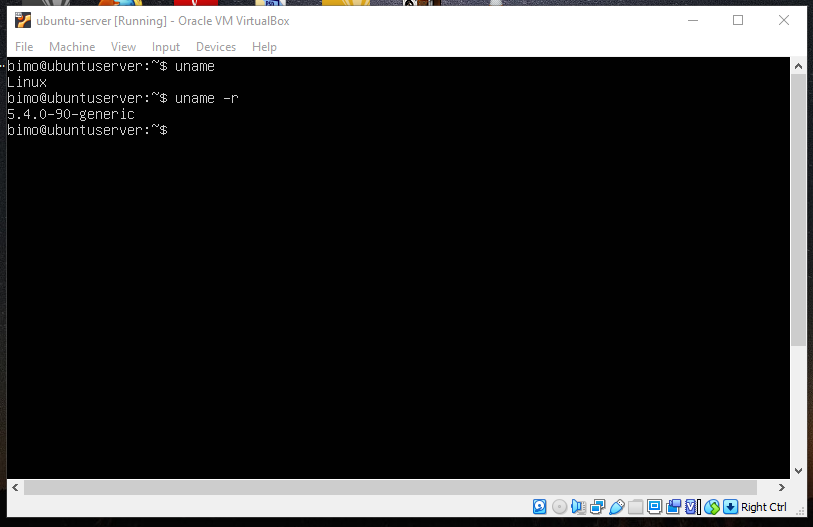 ubuntu-server [Running] - Oracle VM VirtualBox
File Machine View Input Devices Help
bimo@ubuntuserver:~$ uname
Linux
bimo@ubuntuserver:~$ uname -r
5.4.0-90-generic
bimo@ubuntuserver:~$
Right Ctrl